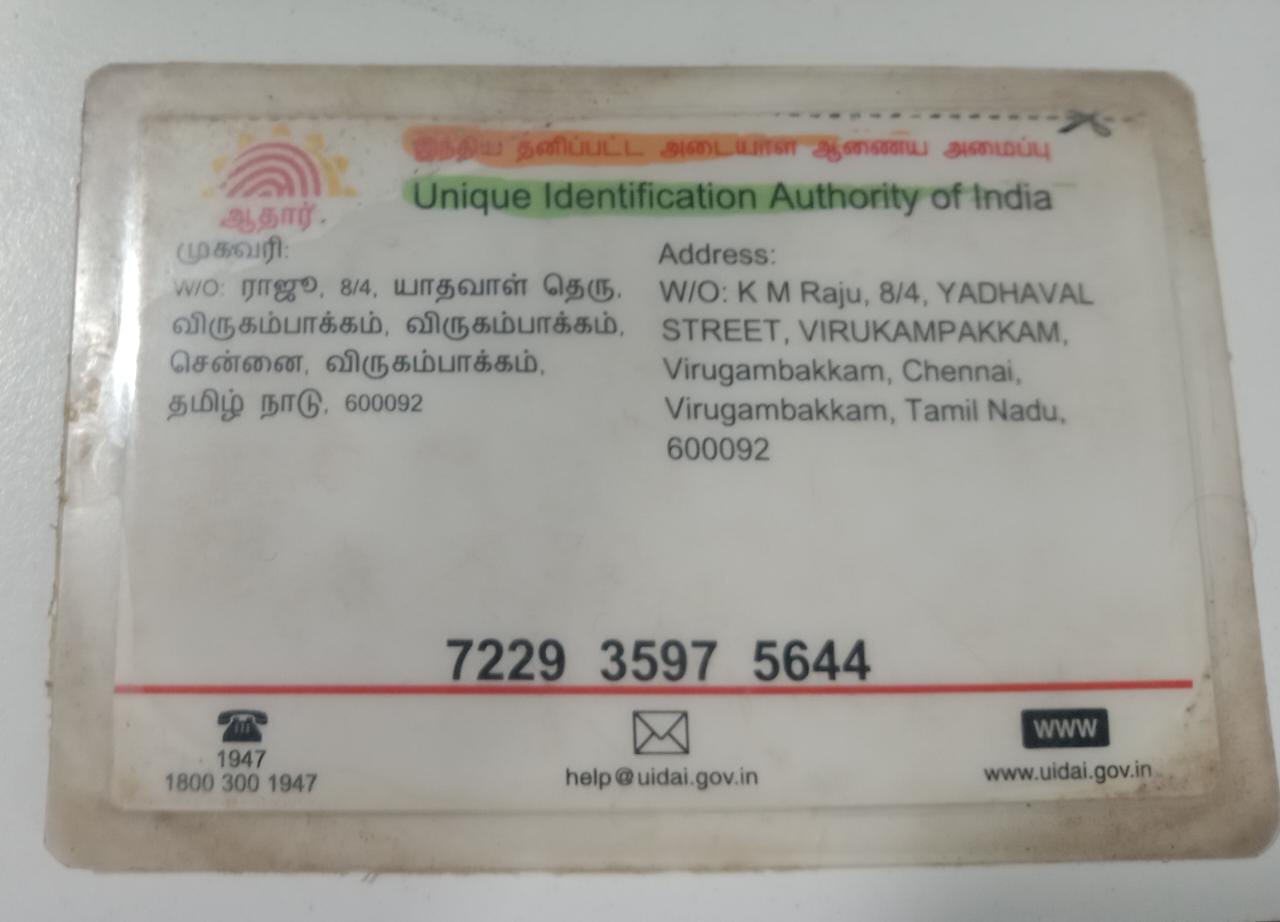 இந்திய தனிப்பட்ட அடையாள ஆணைய அமைப்பு
Unique Identification Authority of India
ஆதார்
முகவரி:
W/O: ராஜூ, 8/4, யாதவாள் தெரு,
விருகம்பாக்கம், விருகம்பாக்கம்,
சென்னை, விருகம்பாக்கம்,
தமிழ் நாடு, 600092
Address:
W/O: K M Raju, 8/4, YADHAVAL
STREET, VIRUKAMPAKKAM,
Virugambakkam, Chennai,
Virugambakkam, Tamil Nadu,
600092
7229 3597 5644
1947
1800 300 1947
help@uidai.gov.in
WWW
www.uidai.gov.in